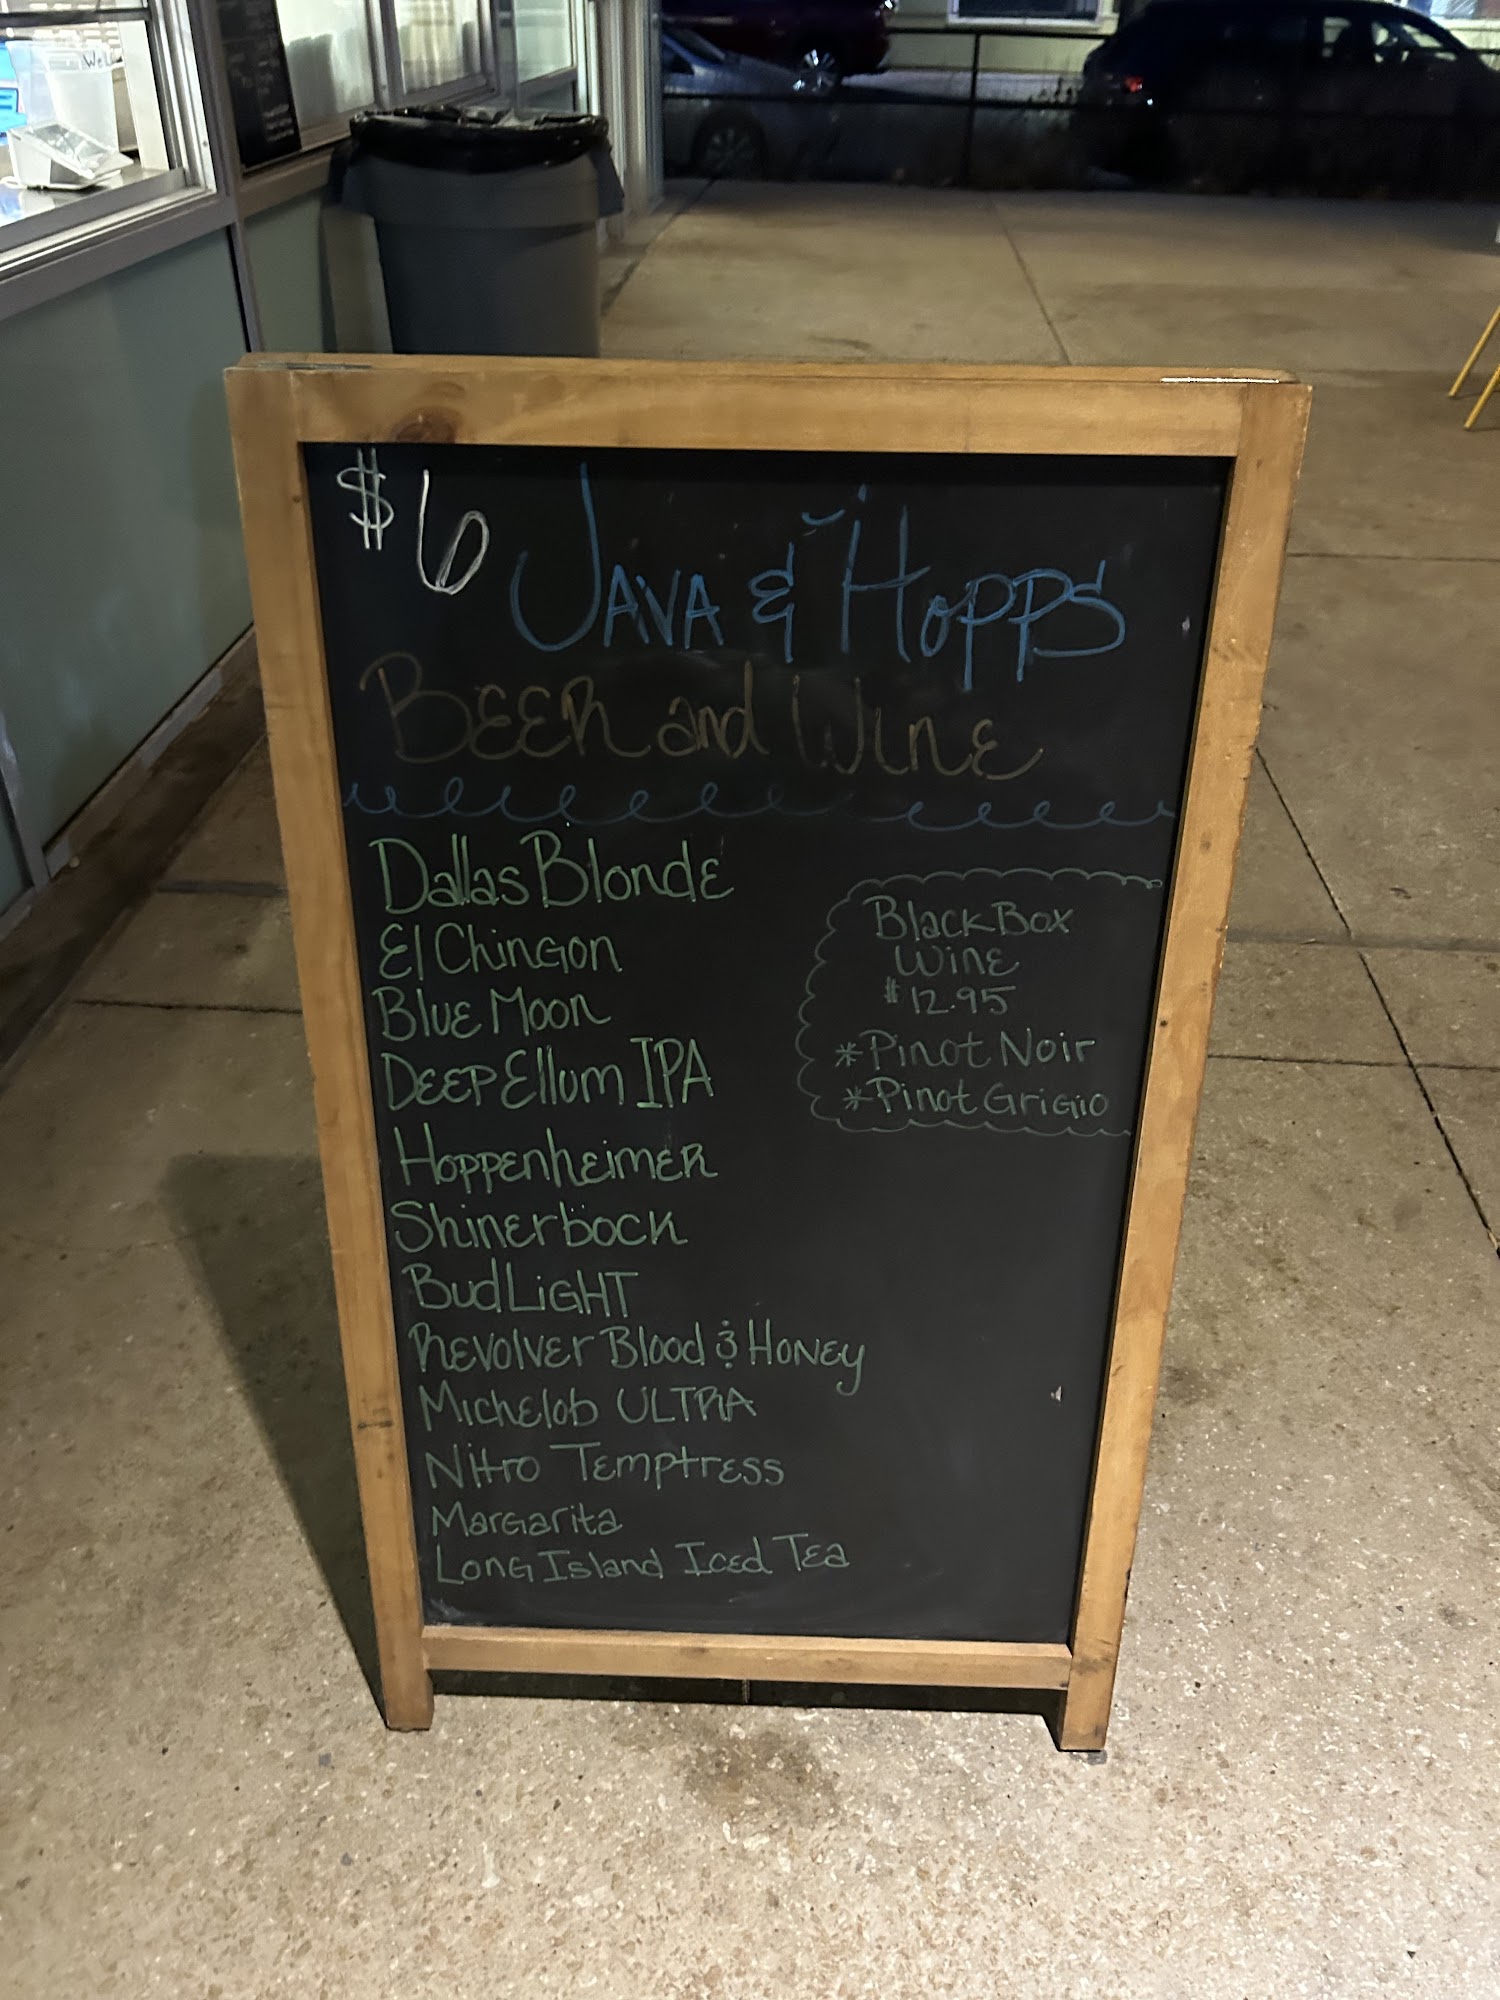 $6
JAVA & HOPPS
BEER and WINE
Dallas Blonde
El Chingon
Blue Moon
Deep Ellum IPA
Hoppenheimer
Shinerbock
Bud LiGHT
Revolver Blood & Honey
Michelob ULTRA
Nitro Temptress
Margarita
Long Island Iced Tea
Black Box
Wine
$12.95
*Pinot Noir
*Pinot Grigio